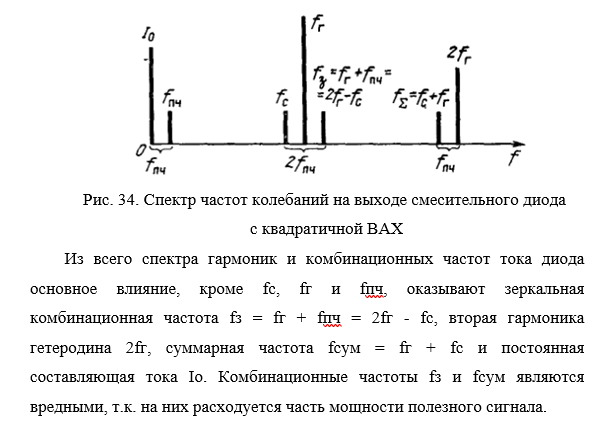 I₀
fпч
fс
fг
fз = fг + fпч =
= 2fг - fс
fΣ = fс + fг
2fг
0
fпч
2fпч
fпч
f
Рис. 34. Спектр частот колебаний на выходе смесительного диода
с квадратичной ВАХ
Из всего спектра гармоник и комбинационных частот тока диода
основное влияние, кроме fс, fг и fпч, оказывают зеркальная
комбинационная частота fз = fг + fпч = 2fг - fс, вторая гармоника
гетеродина 2fг, суммарная частота fсум = fг + fс и постоянная
составляющая тока Iо. Комбинационные частоты fз и fсум являются
вредными, т.к. на них расходуется часть мощности полезного сигнала.